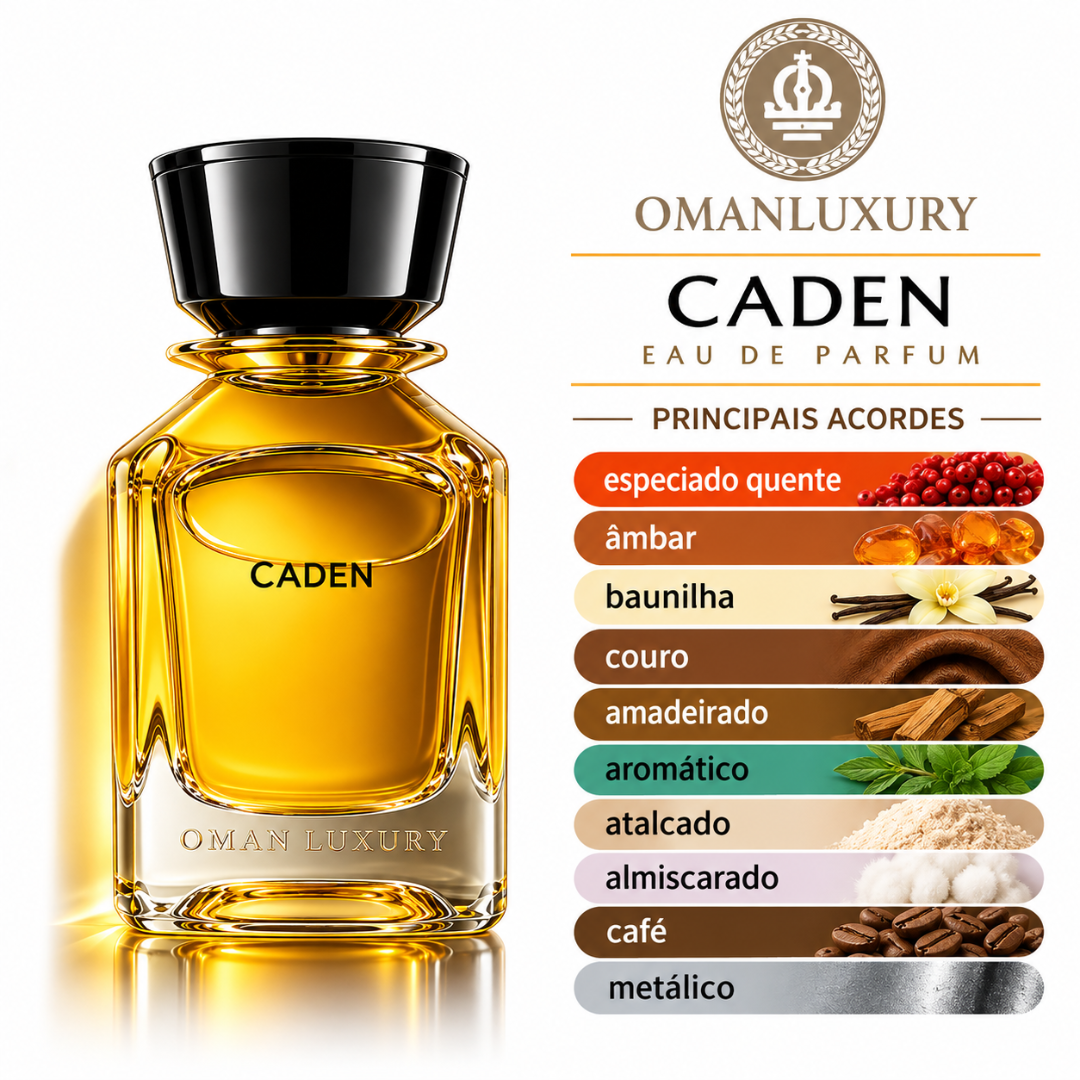 CADEN
OMAN LUXURY
OMANLUXURY
CADEN
EAU DE PARFUM
PRINCIPAIS ACORDES
especiado quente
âmbar
baunilha
couro
amadeirado
aromático
atalcado
almiscarado
café
metálico